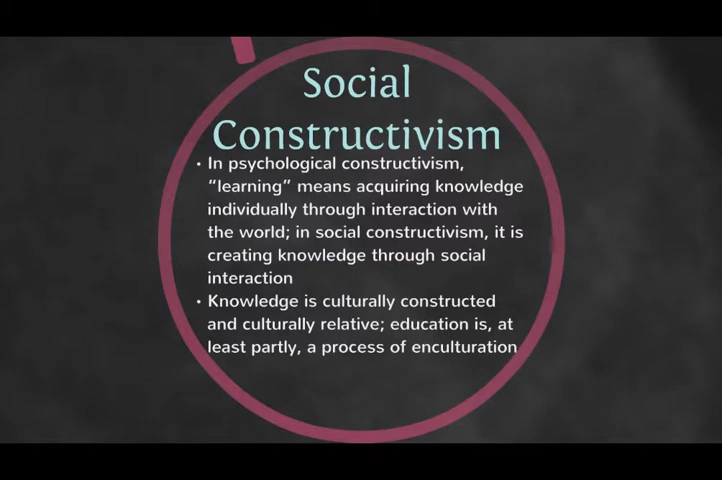 Social
Constructivism
• In psychological constructivism,
“learning” means acquiring knowledge
individually through interaction with
the world; in social constructivism, it is
creating knowledge through social
interaction
• Knowledge is culturally constructed
and culturally relative; education is, at
least partly, a process of enculturation